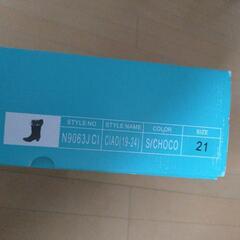 STYLE NO STYLE NAME COLOR SIZE
N9063J CI CIAO(19-24) S/CHOCO 21